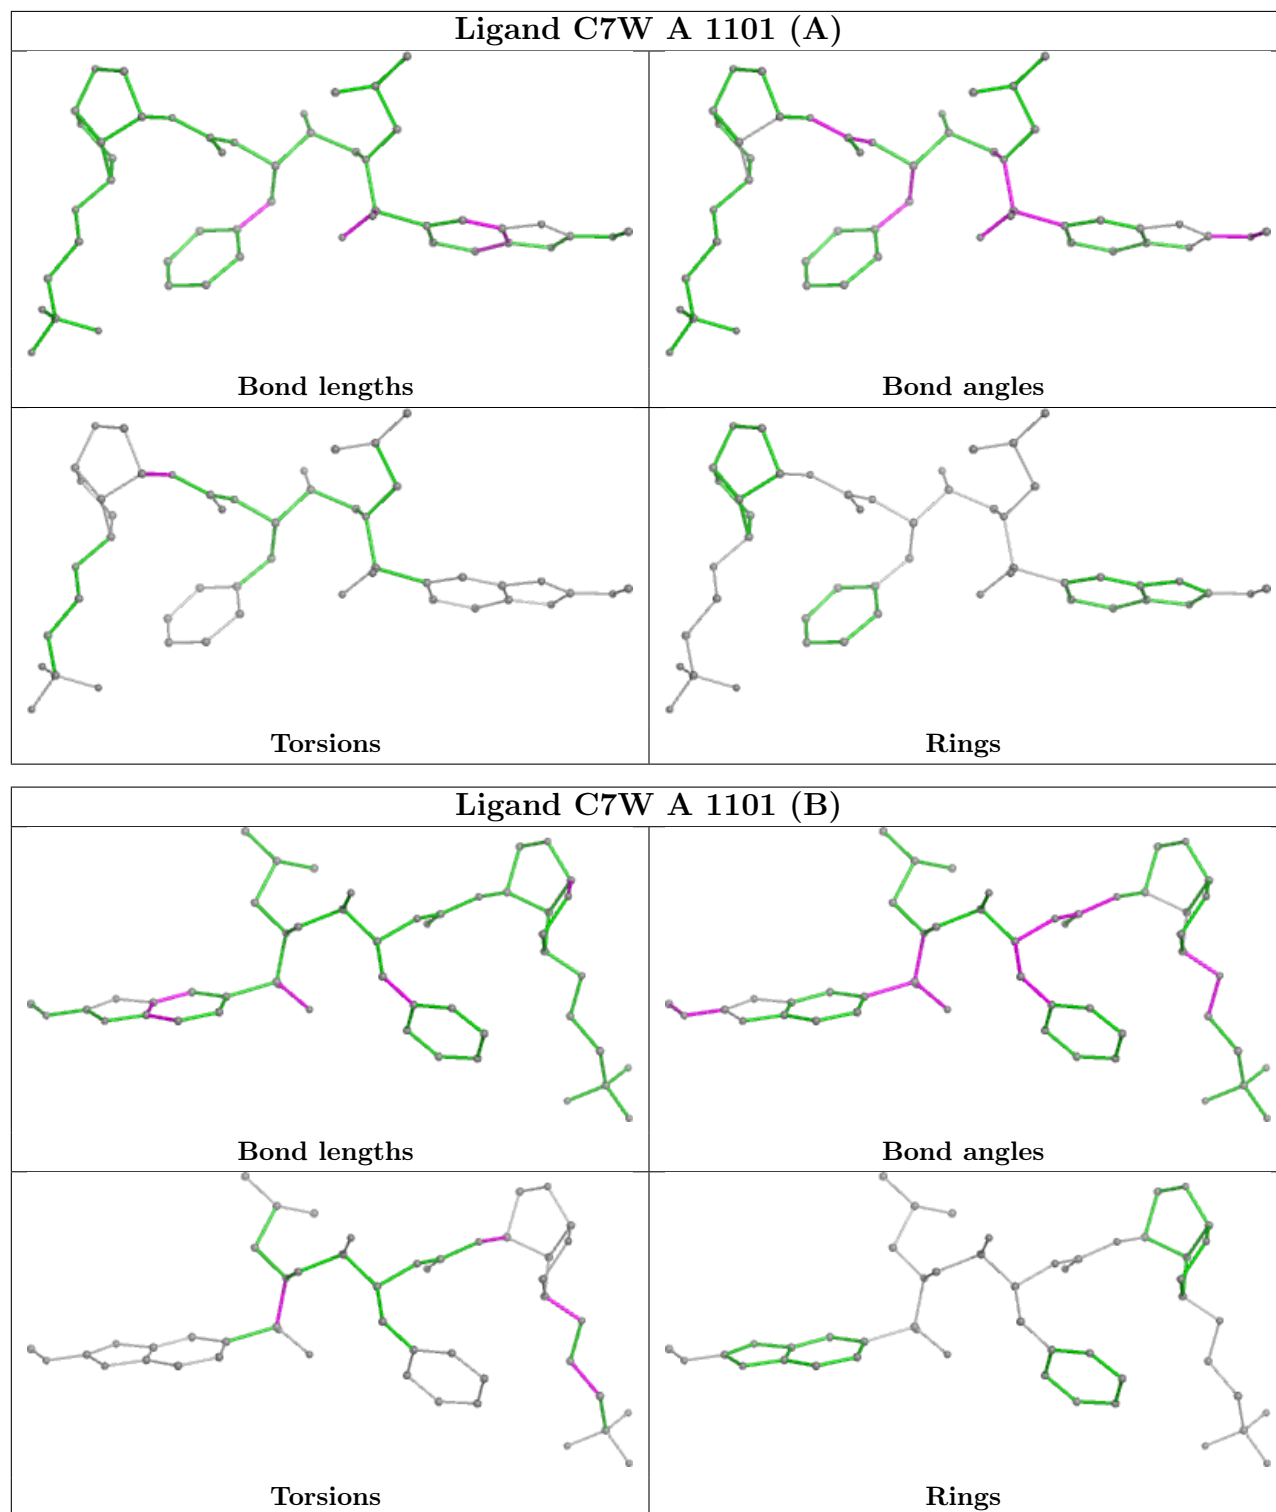 Ligand C7W A 1101 (A)
Bond lengths
Bond angles
Torsions
Rings
Ligand C7W A 1101 (B)
Bond lengths
Bond angles
Torsions
Rings